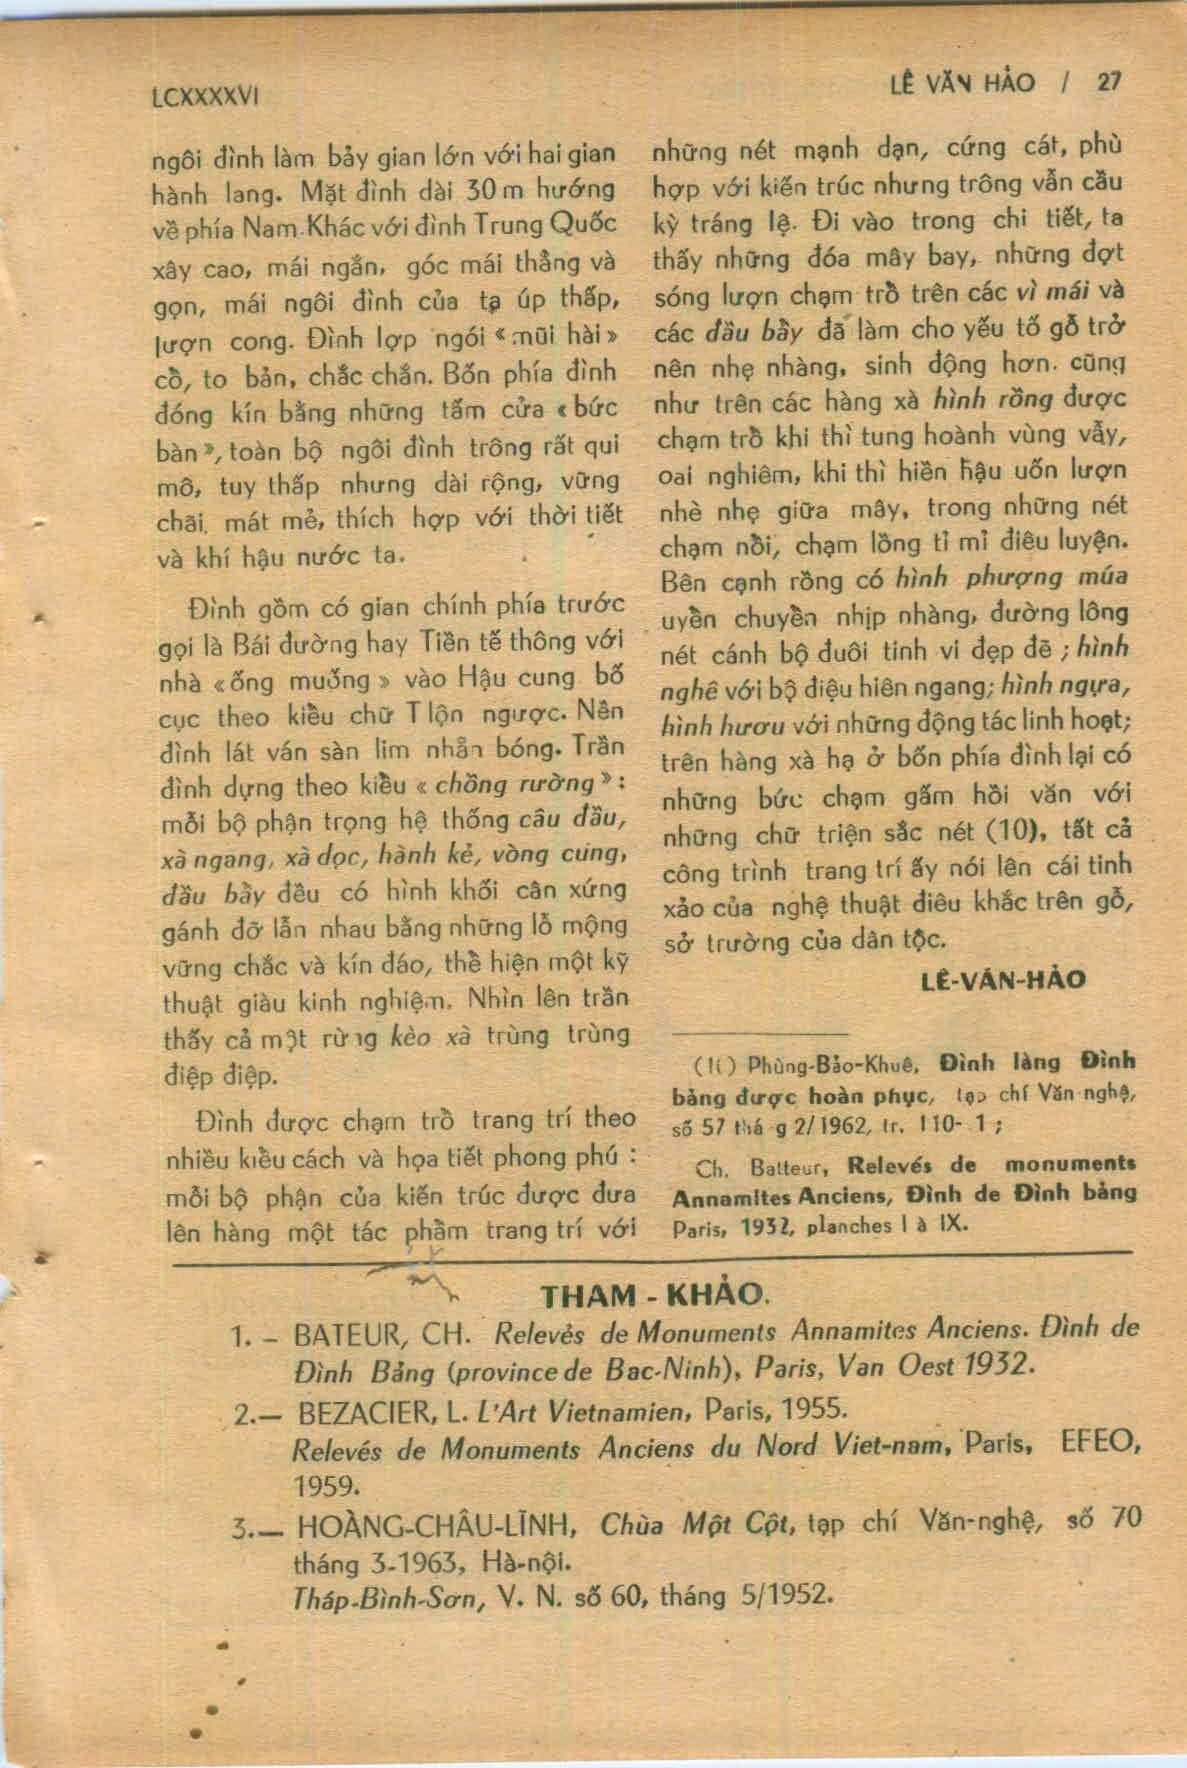 LCXXXXVI
LÊ VĂN HẢO / 27
ngôi đình làm bảy gian lớn với hai gian
hành lang. Mặt đình dài 30m hướng
về phía Nam. Khác với đình Trung Quốc
xây cao, mái ngắn, góc mái thẳng và
gọn, mái ngôi đình của ta úp thấp,
lượn cong. Đình lợp ngói « mũi hài »
cồ, to bản, chắc chắn. Bốn phía đình
đóng kín bằng những tấm cửa « bức
bàn », toàn bộ ngôi đình trông rất qui
mô, tuy thấp nhưng dài rộng, vững
chãi, mát mẻ, thích hợp với thời tiết
và khí hậu nước ta.
Đình gồm có gian chính phía trước
gọi là Bái đường hay Tiền tế thông với
nhà « ống muống » vào Hậu cung bố
cục theo kiểu chữ T lộn ngược. Nền
đình lát ván sàn lim nhẵn bóng. Trần
đình dựng theo kiểu « chồng rường » :
mỗi bộ phận trong hệ thống câu đầu,
xà ngang, xà dọc, hành kẻ, vòng cung,
đầu bẩy đều có hình khối cân xứng
gánh đỡ lẫn nhau bằng những lỗ mộng
vững chắc và kín đáo, thể hiện một kỹ
thuật giàu kinh nghiệm. Nhìn lên trần
thấy cả một rừng kèo xà trùng trùng
điệp điệp.
Đình được chạm trổ trang trí theo
nhiều kiểu cách và họa tiết phong phú :
mỗi bộ phận của kiến trúc được đưa
lên hàng một tác phẩm trang trí với
những nét mạnh dạn, cứng cát, phù
hợp với kiến trúc nhưng trông vẫn cầu
kỳ tráng lệ. Đi vào trong chi tiết, ta
thấy những đóa mây bay, những đợt
sóng lượn chạm trổ trên các vì mái và
các đầu bẩy đã làm cho yếu tố gỗ trở
nên nhẹ nhàng, sinh động hơn. cũng
như trên các hàng xà hình rồng được
chạm trổ khi thì tung hoành vùng vẫy,
oai nghiêm, khi thì hiền hậu uốn lượn
nhè nhẹ giữa mây, trong những nét
chạm nổi, chạm lồng tỉ mỉ điêu luyện.
Bên cạnh rồng có hình phượng múa
uyển chuyển nhịp nhàng, đường lông
nét cánh bộ đuôi tinh vi đẹp đẽ ; hình
nghê với bộ điệu hiên ngang; hình ngựa,
hình hươu với những động tác linh hoạt;
trên hàng xà hạ ở bốn phía đình lại có
những bức chạm gấm hồi văn với
những chữ triện sắc nét (10), tất cả
công trình trang trí ấy nói lên cái tinh
xảo của nghệ thuật điêu khắc trên gỗ,
sở trường của dân tộc.
LÊ-VĂN-HẢO
Phùng-Bảo-Khuê, Đình làng Đình
bảng được hoàn phục, tạp chí Văn nghệ,
số 57 thá g 2/1962, tr. 110- 1 ;
Ch. Batteur, Relevés de monuments
Annamites Anciens, Đình de Đình bảng
Paris, 1932, planches I à IX.
THAM - KHẢO.
1. – BATEUR, CH. Relevés de Monuments Annamites Anciens. Đình de
Đình Bảng (province de Bac-Ninh), Paris, Van Oest 1932.
2.— BEZACIER, L. L'Art Vietnamien, Paris, 1955.
Relevés de Monuments Anciens du Nord Viet-nam, Paris, EFEO,
1959.
3.— HOÀNG-CHÂU-LĨNH, Chùa Một Cột, tạp chí Văn-nghệ, số 70
tháng 3-1963, Hà-nội.
Tháp-Bình-Sơn, V. N. số 60, tháng 5/1952.